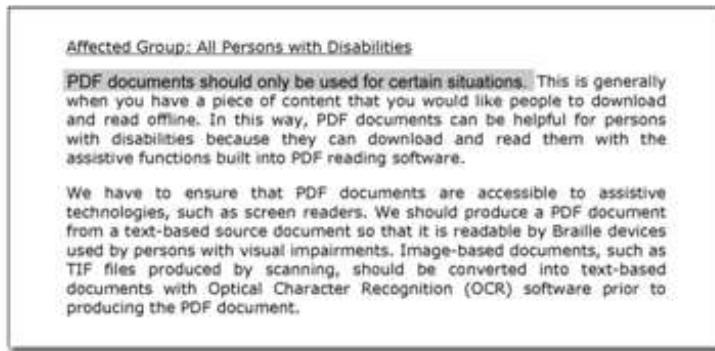 Affected Group: All Persons with Disabilities
PDF documents should only be used for certain situations. This is generally
when you have a piece of content that you would like people to download
and read offline. In this way, PDF documents can be helpful for persons
with disabilities because they can download and read them with the
assistive functions built into PDF reading software.
We have to ensure that PDF documents are accessible to assistive
technologies, such as screen readers. We should produce a PDF document
from a text-based source document so that it is readable by Braille devices
used by persons with visual impairments. Image-based documents, such as
TIF files produced by scanning, should be converted into text-based
documents with Optical Character Recognition (OCR) software prior to
producing the PDF document.